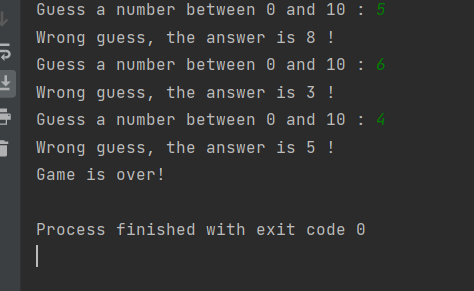 Guess a number between 0 and 10 : 5
Wrong guess, the answer is 8 !
Guess a number between 0 and 10 : 6
Wrong guess, the answer is 3 !
Guess a number between 0 and 10 : 4
Wrong guess, the answer is 5 !
Game is over!
Process finished with exit code 0